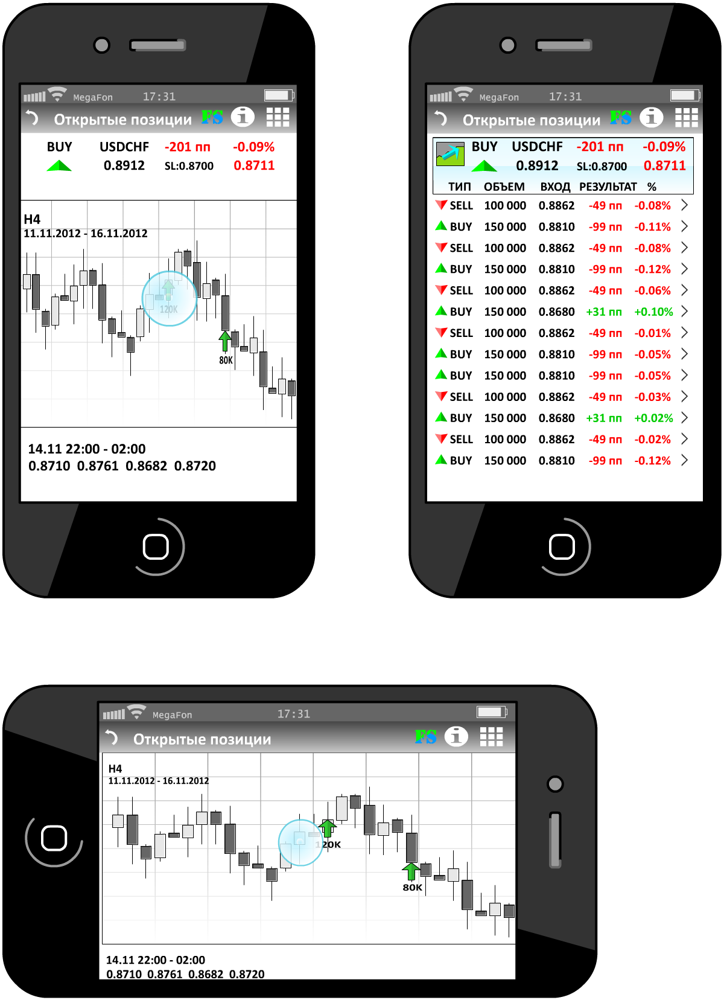 MegaFon 17:31
Открытые позиции FS i
BUY USDCHF -201 пп -0.09%
0.8912 SL:0.8700 0.8711
H4
11.11.2012 - 16.11.2012
120K
80K
14.11 22:00 - 02:00
0.8710 0.8761 0.8682 0.8720
MegaFon 17:31
Открытые позиции FS i
BUY USDCHF -201 пп -0.09%
0.8912 SL:0.8700 0.8711
ТИП ОБЪЕМ ВХОД РЕЗУЛЬТАТ %
SELL 100 000 0.8862 -49 пп -0.08%
BUY 150 000 0.8810 -99 пп -0.11%
SELL 100 000 0.8862 -49 пп -0.08%
BUY 150 000 0.8810 -99 пп -0.12%
SELL 100 000 0.8862 -49 пп -0.06%
BUY 150 000 0.8680 +31 пп +0.10%
SELL 100 000 0.8862 -49 пп -0.01%
BUY 150 000 0.8810 -99 пп -0.05%
BUY 150 000 0.8810 -99 пп -0.05%
SELL 100 000 0.8862 -49 пп -0.03%
BUY 150 000 0.8680 +31 пп +0.02%
SELL 100 000 0.8862 -49 пп -0.02%
BUY 150 000 0.8810 -99 пп -0.12%
MegaFon 17:31
Открытые позиции FS i
H4
11.11.2012 - 16.11.2012
120K
80K
14.11 22:00 - 02:00
0.8710 0.8761 0.8682 0.8720